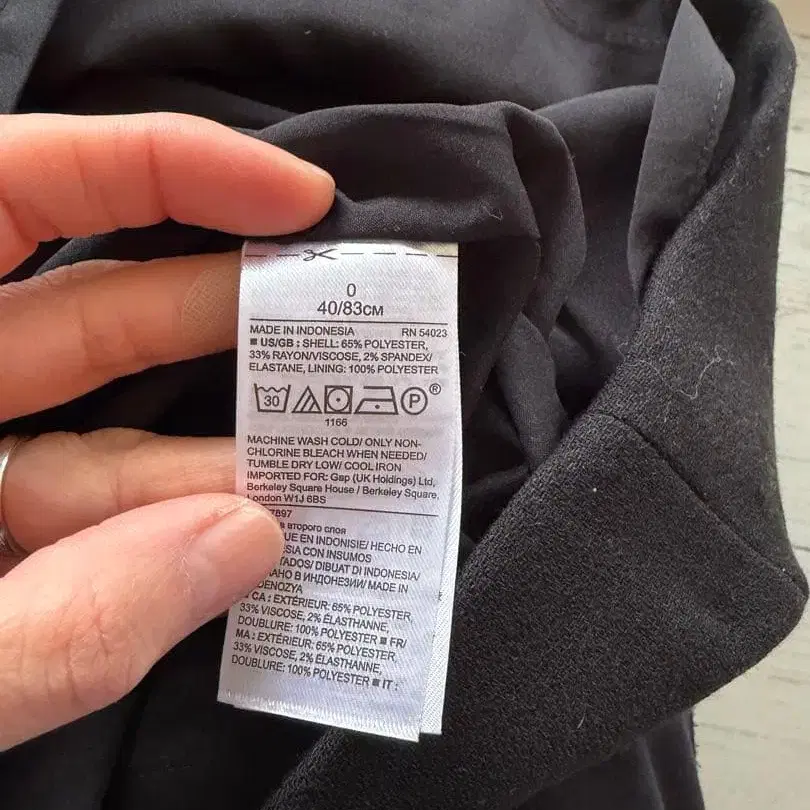 0
40/83см
MADE IN INDONESIA RN 54023
■ US/GB : SHELL: 65% POLYESTER,
33% RAYON/VISCOSE, 2% SPANDEX/
ELASTANE, LINING: 100% POLYESTER
30 P ®
1166
MACHINE WASH COLD/ ONLY NON-
CHLORINE BLEACH WHEN NEEDED/
TUMBLE DRY LOW/ COOL IRON
IMPORTED FOR: Gap (UK Holdings) Ltd,
Berkeley Square House / Berkeley Square,
London W1J 6BS
7897
второго слоя
EN INDONISIE/ HECHO EN
CON INSUMOS
DIBUAT DI INDONESIA/
В ИНДОНЕЗИИ/ MADE IN
CA : EXTÉRIEUR: 65% POLYESTER,
33% VISCOSE, 2% ÉLASTHANNE,
DOUBLURE: 100% POLYESTER ■ FR/
MA : EXTÉRIEUR: 65% POLYESTER,
33% VISCOSE, 2% ÉLASTHANNE,
DOUBLURE: 100% POLYESTER ■ IT :